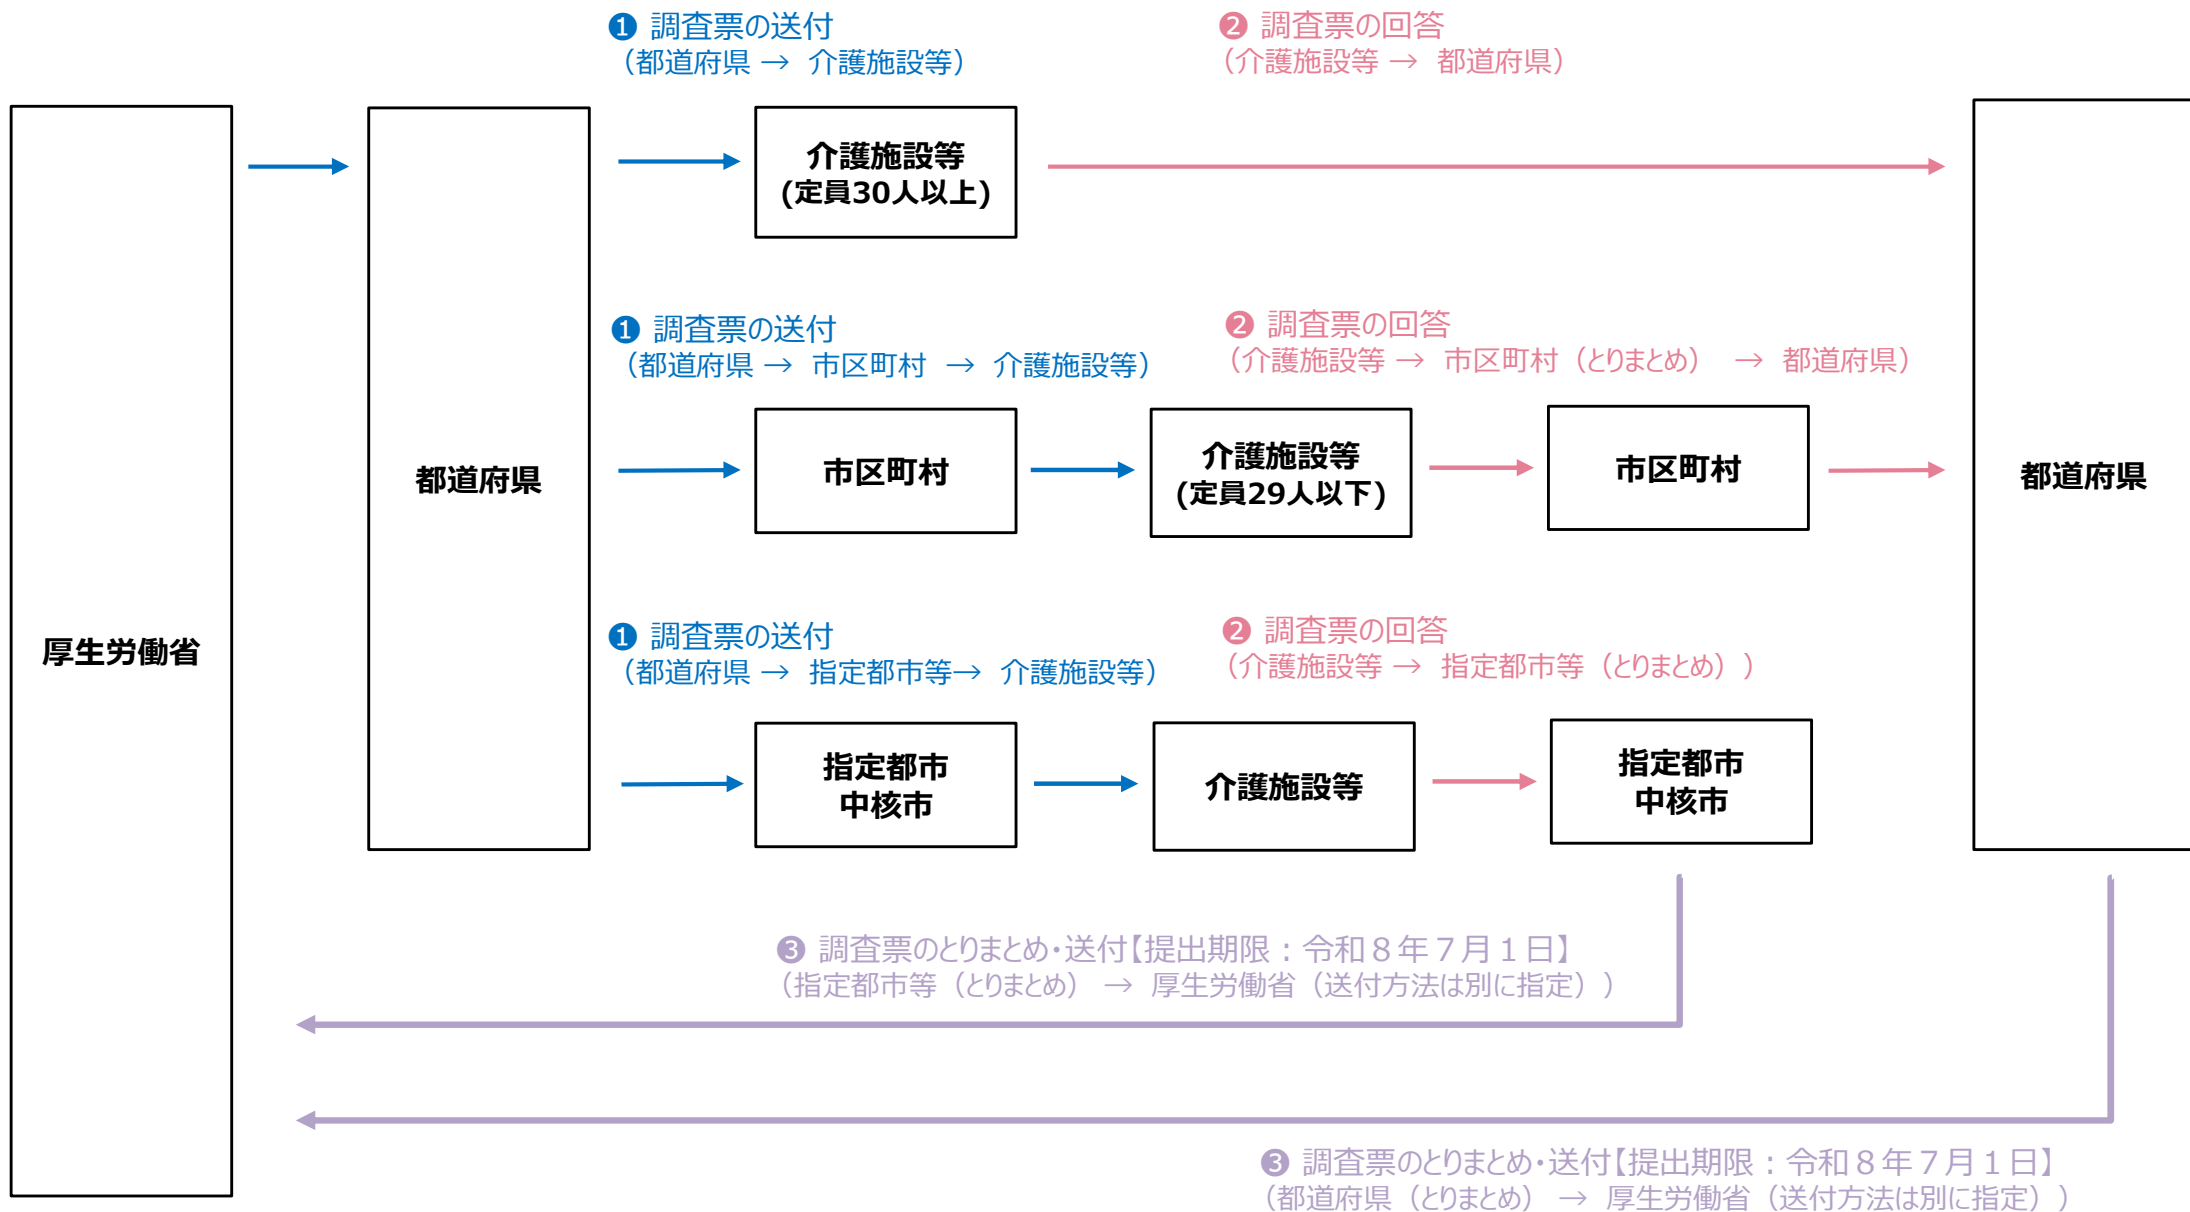 ❶ 調査票の送付
（都道府県 → 介護施設等）
❷ 調査票の回答
（介護施設等 → 都道府県）
介護施設等
(定員30人以上)
❶ 調査票の送付
（都道府県 → 市区町村 → 介護施設等）
❷ 調査票の回答
（介護施設等 → 市区町村（とりまとめ） → 都道府県）
厚生労働省
都道府県
市区町村
介護施設等
(定員29人以下)
市区町村
都道府県
❶ 調査票の送付
（都道府県 → 指定都市等→ 介護施設等）
❷ 調査票の回答
（介護施設等 → 指定都市等（とりまとめ））
指定都市
中核市
介護施設等
指定都市
中核市
❸ 調査票のとりまとめ・送付【提出期限：令和８年７月１日】
（指定都市等（とりまとめ） → 厚生労働省（送付方法は別に指定））
❸ 調査票のとりまとめ・送付【提出期限：令和８年７月１日】
（都道府県（とりまとめ） → 厚生労働省（送付方法は別に指定））